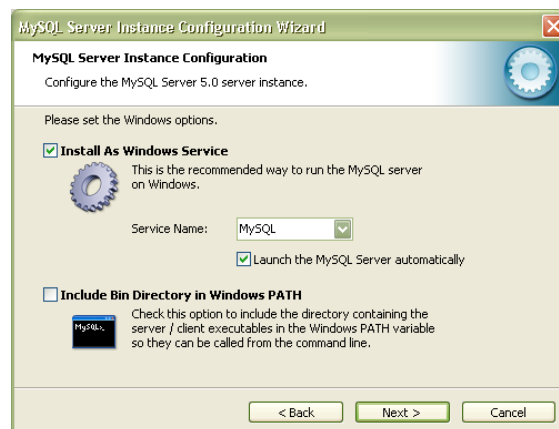 MySQL Server Instance Configuration Wizard
MySQL Server Instance Configuration
Configure the MySQL Server 5.0 server instance.
Please set the Windows options.
Install As Windows Service
This is the recommended way to run the MySQL server
on Windows.
Service Name: MySQL
Launch the MySQL Server automatically
Include Bin Directory in Windows PATH
MySQL>_
Check this option to include the directory containing the
server / client executables in the Windows PATH variable
so they can be called from the command line.
< Back Next > Cancel